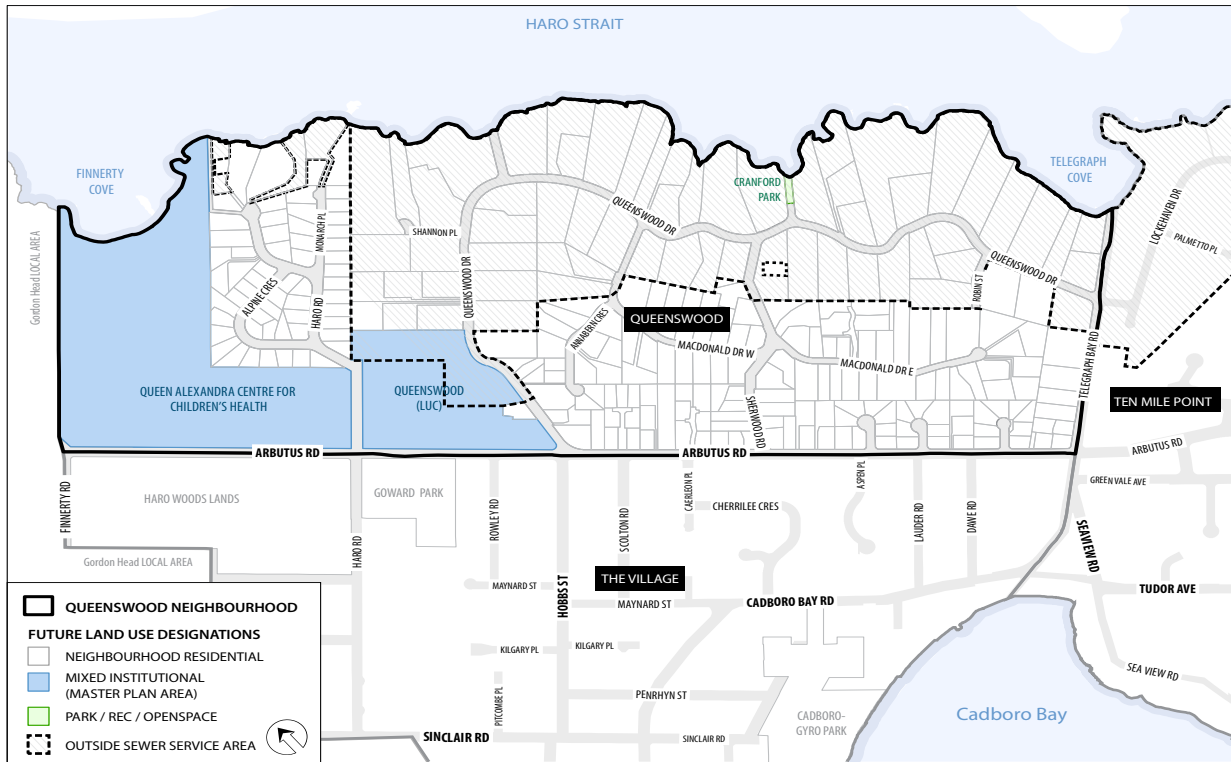 HARO STRAIT
FINNERTY
COVE
TELEGRAPH
COVE
CRANFORD
PARK
Gordon Head LOCAL AREA
MONARCH PL
SHANNON PL
QUEENSWOOD DR
QUEENSWOOD DR
QUEENSWOOD DR
LOCKEHAVEN DR
PALMETTO PL
ALPINE CRES
HARO RD
ROBIN ST
ANNABERN CRES
QUEENSWOOD
MACDONALD DR W
MACDONALD DR E
TELEGRAPH BAY RD
QUEEN ALEXANDRA CENTRE FOR
CHILDREN'S HEALTH
QUEENSWOOD
(LUC)
SHERWOOD RD
TEN MILE POINT
ARBUTUS RD
ARBUTUS RD
ARBUTUS RD
FINNERTY RD
HARO WOODS LANDS
GOWARD PARK
ROWLEY RD
SCOLTON RD
CAERLEON PL
CHERRILEE CRES
ASPEN PL
LAUDER RD
DAWE RD
GREENVALE AVE
SEAVIEW RD
HARO RD
Gordon Head LOCAL AREA
THE VILLAGE
MAYNARD ST
HOBBS ST
MAYNARD ST
CADBORO BAY RD
TUDOR AVE
KILGARY PL
KILGARY PL
PITCOMBE PL
PENRHYN ST
SEA VIEW RD
CADBORO-
GYRO PARK
Cadboro Bay
SINCLAIR RD
SINCLAIR RD
QUEENSWOOD NEIGHBOURHOOD
FUTURE LAND USE DESIGNATIONS
NEIGHBOURHOOD RESIDENTIAL
MIXED INSTITUTIONAL
(MASTER PLAN AREA)
PARK / REC / OPENSPACE
OUTSIDE SEWER SERVICE AREA